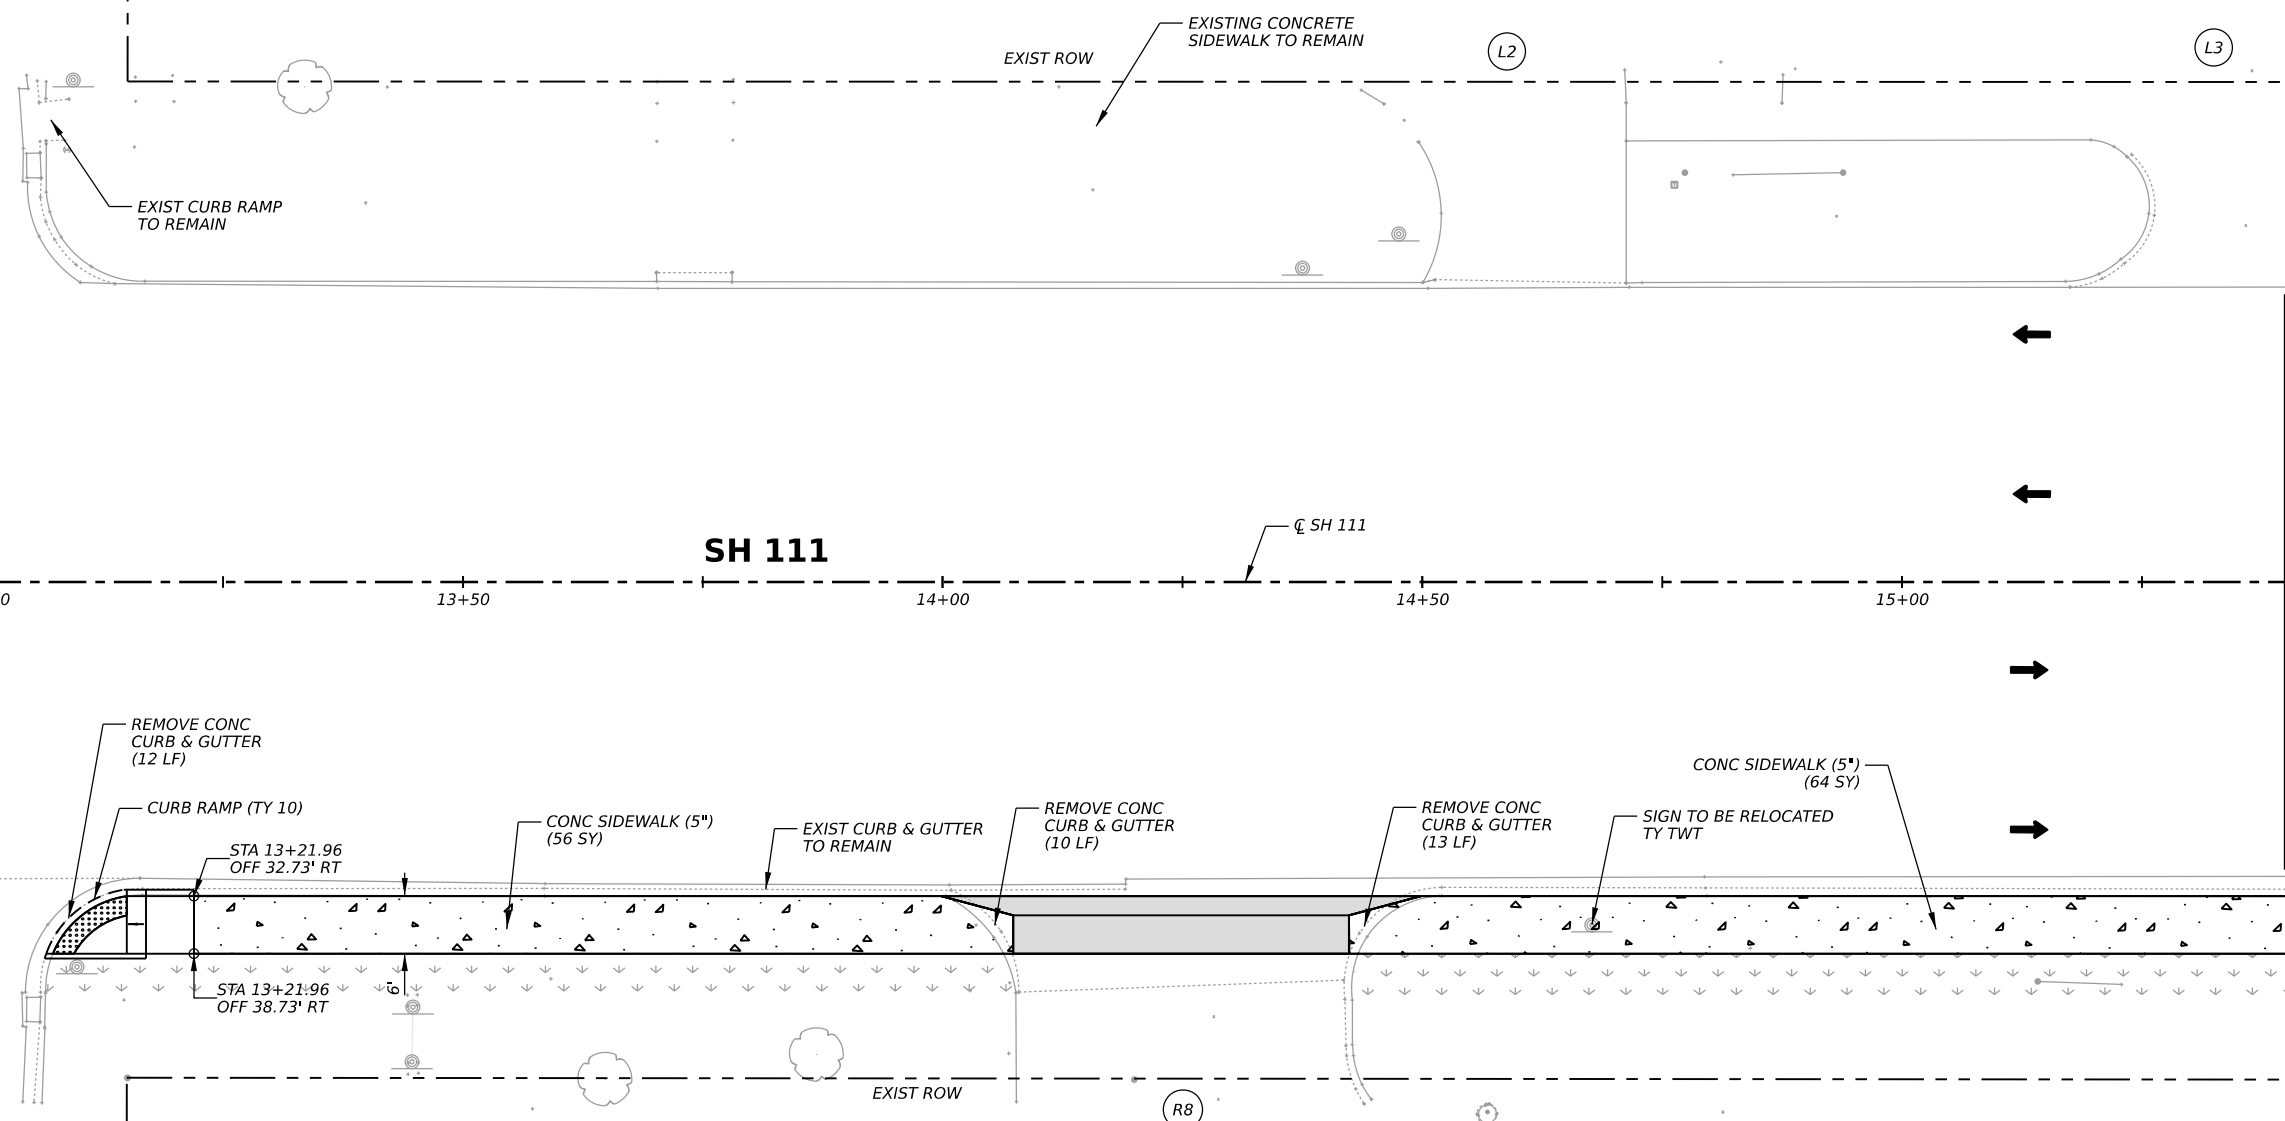 EXISTING CONCRETE
SIDEWALK TO REMAIN
EXIST ROW
L2
L3
EXIST CURB RAMP
TO REMAIN
SH 111
℄ SH 111
0
13+50
14+00
14+50
15+00
REMOVE CONC
CURB & GUTTER
(12 LF)
CURB RAMP (TY 10)
STA 13+21.96
OFF 32.73' RT
CONC SIDEWALK (5")
(56 SY)
EXIST CURB & GUTTER
TO REMAIN
REMOVE CONC
CURB & GUTTER
(10 LF)
REMOVE CONC
CURB & GUTTER
(13 LF)
SIGN TO BE RELOCATED
TY TWT
CONC SIDEWALK (5")
(64 SY)
STA 13+21.96
OFF 38.73' RT
6'
EXIST ROW
R8